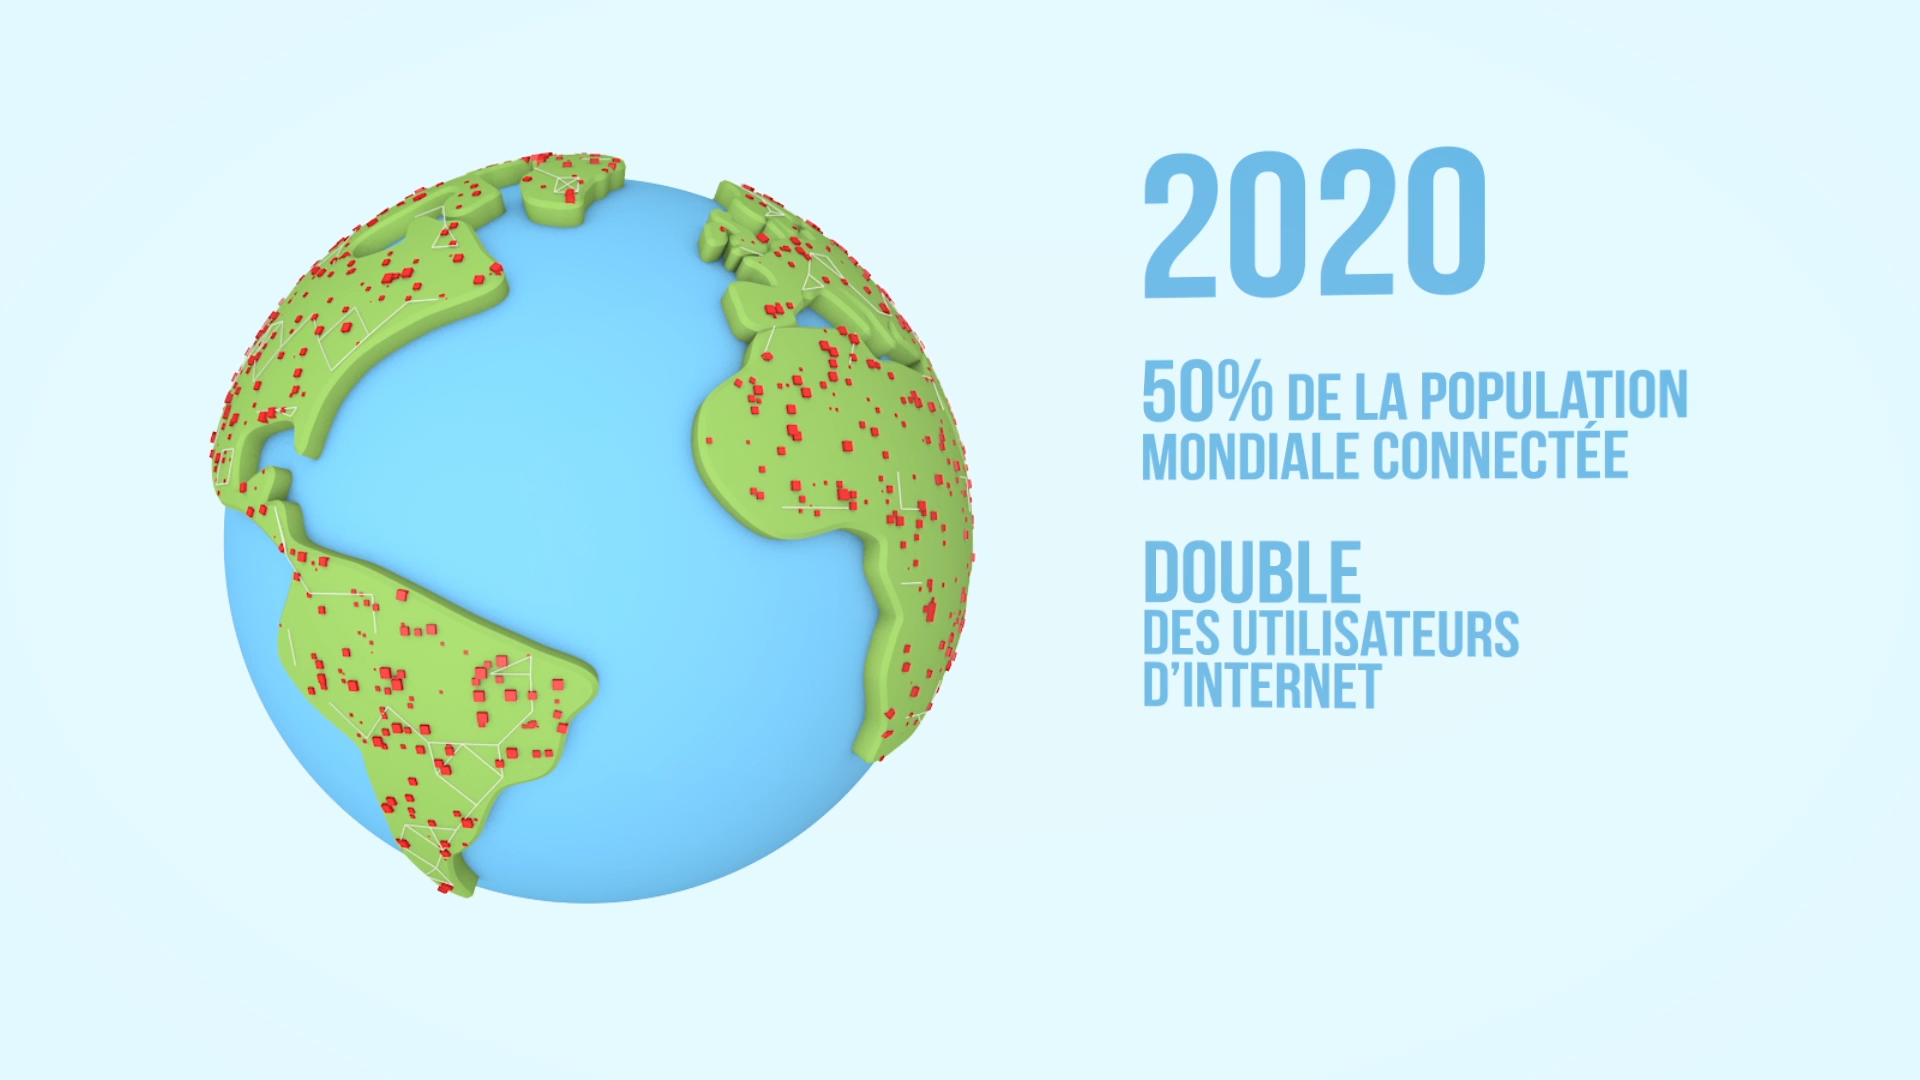 2020
50% DE LA POPULATION
MONDIALE CONNECTÉE
DOUBLE
DES UTILISATEURS
D'INTERNET